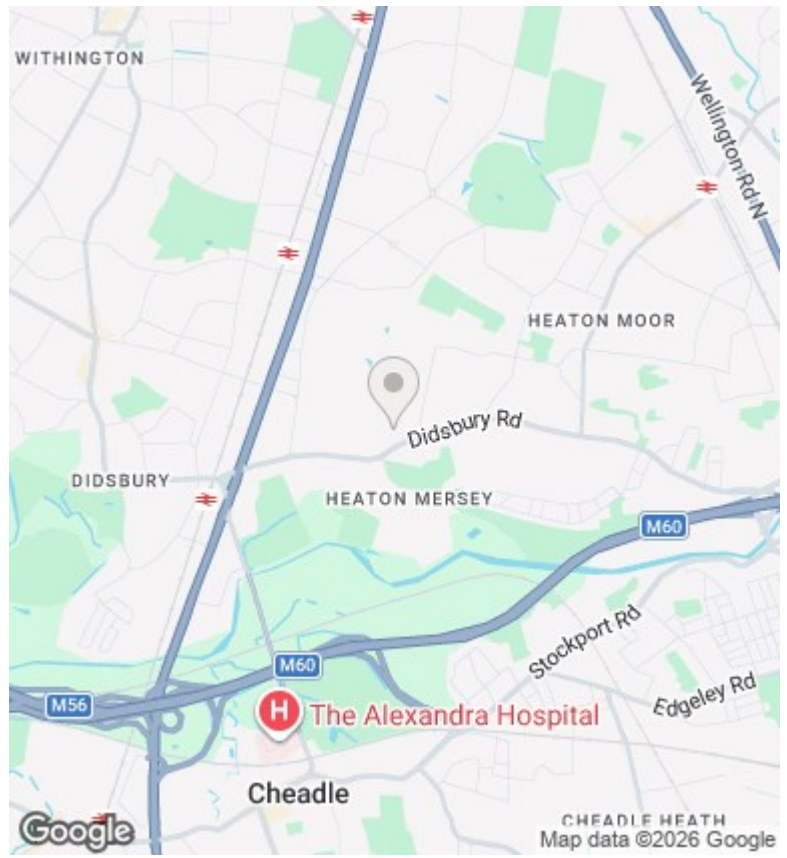 WITHINGTON
Wellington Rd N
HEATON MOOR
Didsbury Rd
DIDSBURY
HEATON MERSEY
M60
Stockport Rd
M60
Edgeley Rd
M56
H
The Alexandra Hospital
Cheadle
CHEADLE HEATH
Google
Map data ©2026 Google